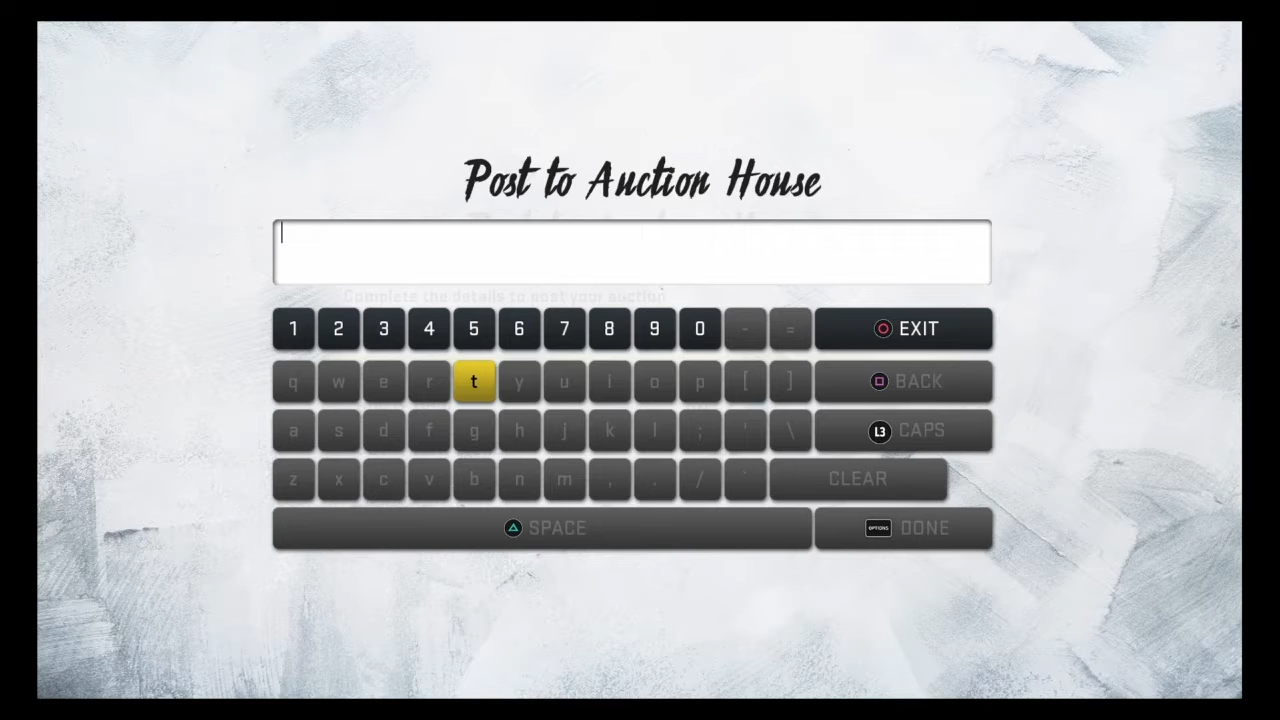 Post to Auction House
Complete the details to post your auction
1 2 3 4 5 6 7 8 9 0 - = EXIT
q w e r t y u i o p [ ] BACK
a s d f g h j k l ; ' \ L3 CAPS
z x c v b n m , . / ` CLEAR
SPACE OPTIONS DONE